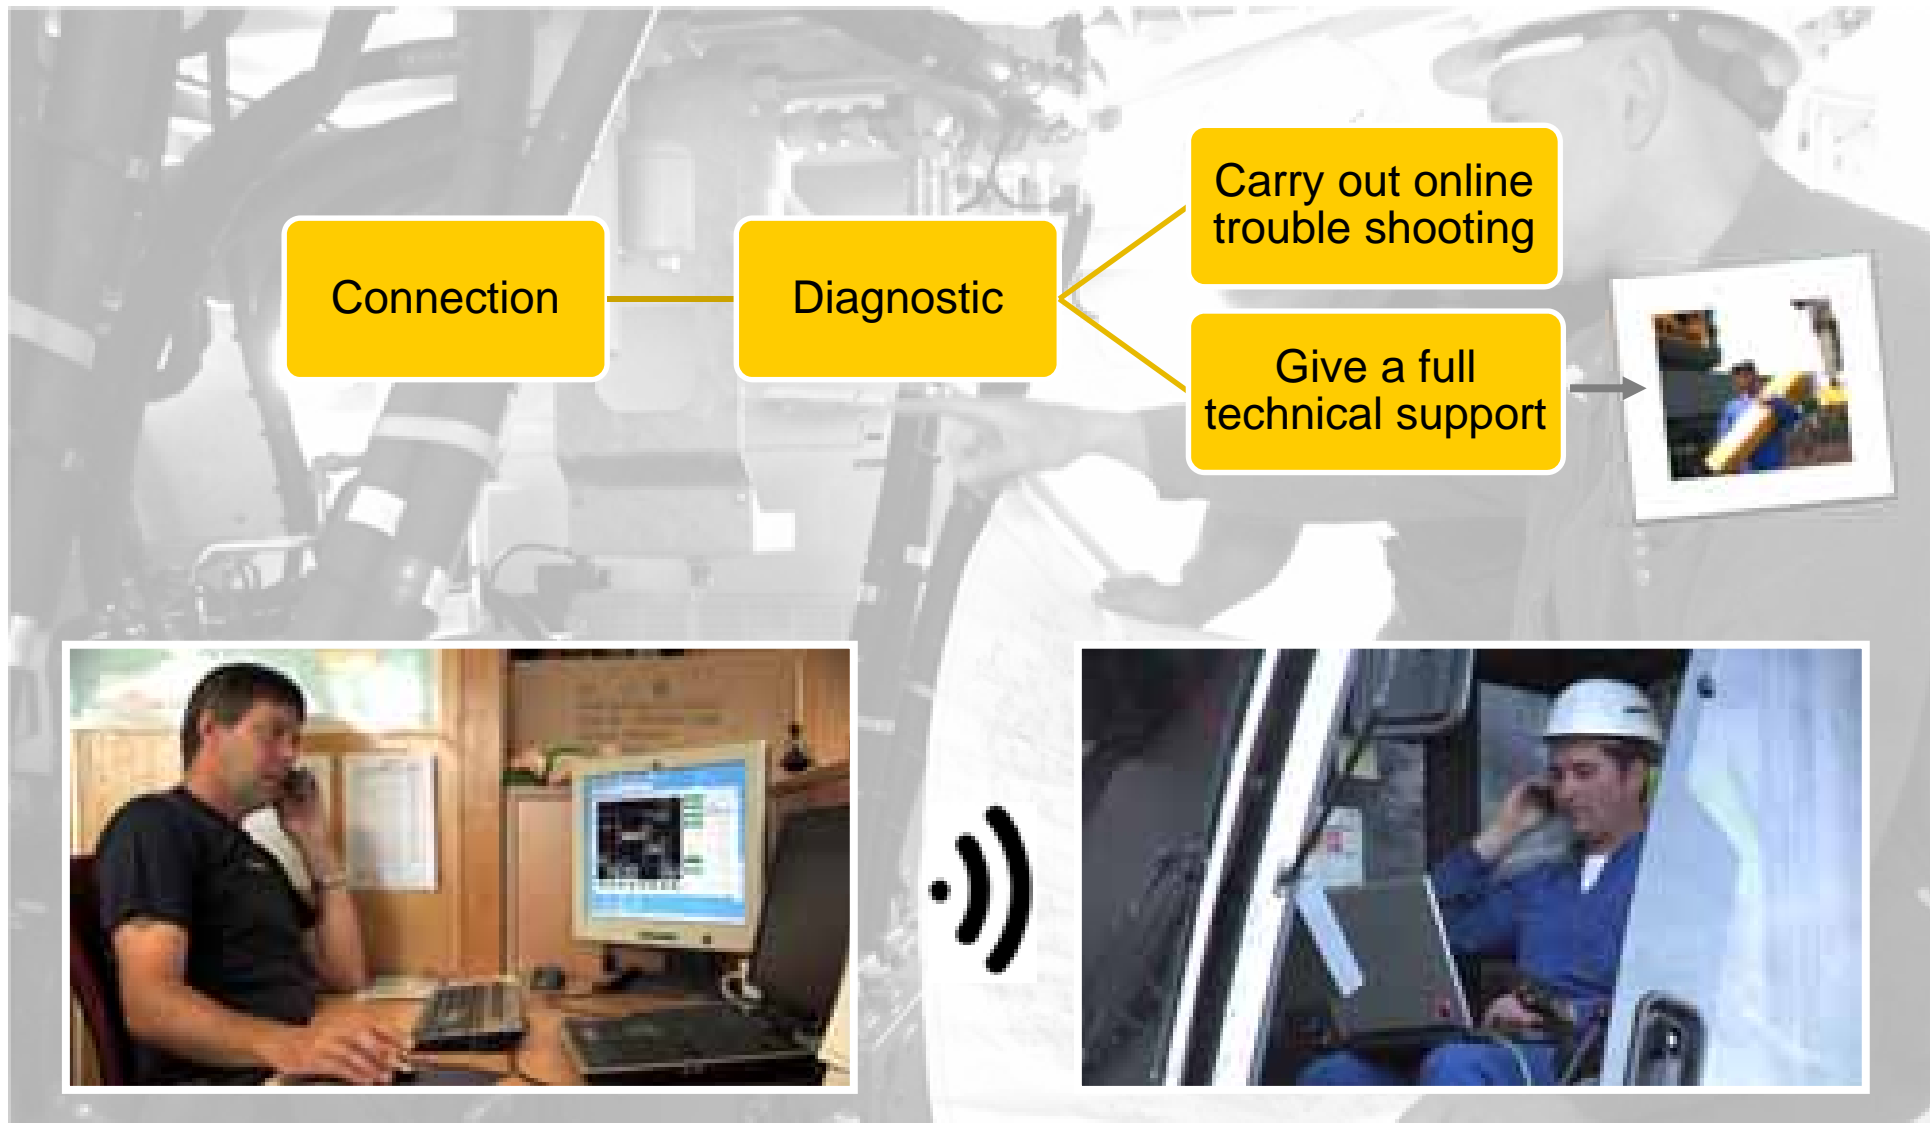 Carry out online
trouble shooting
Connection
Diagnostic
Give a full
technical support